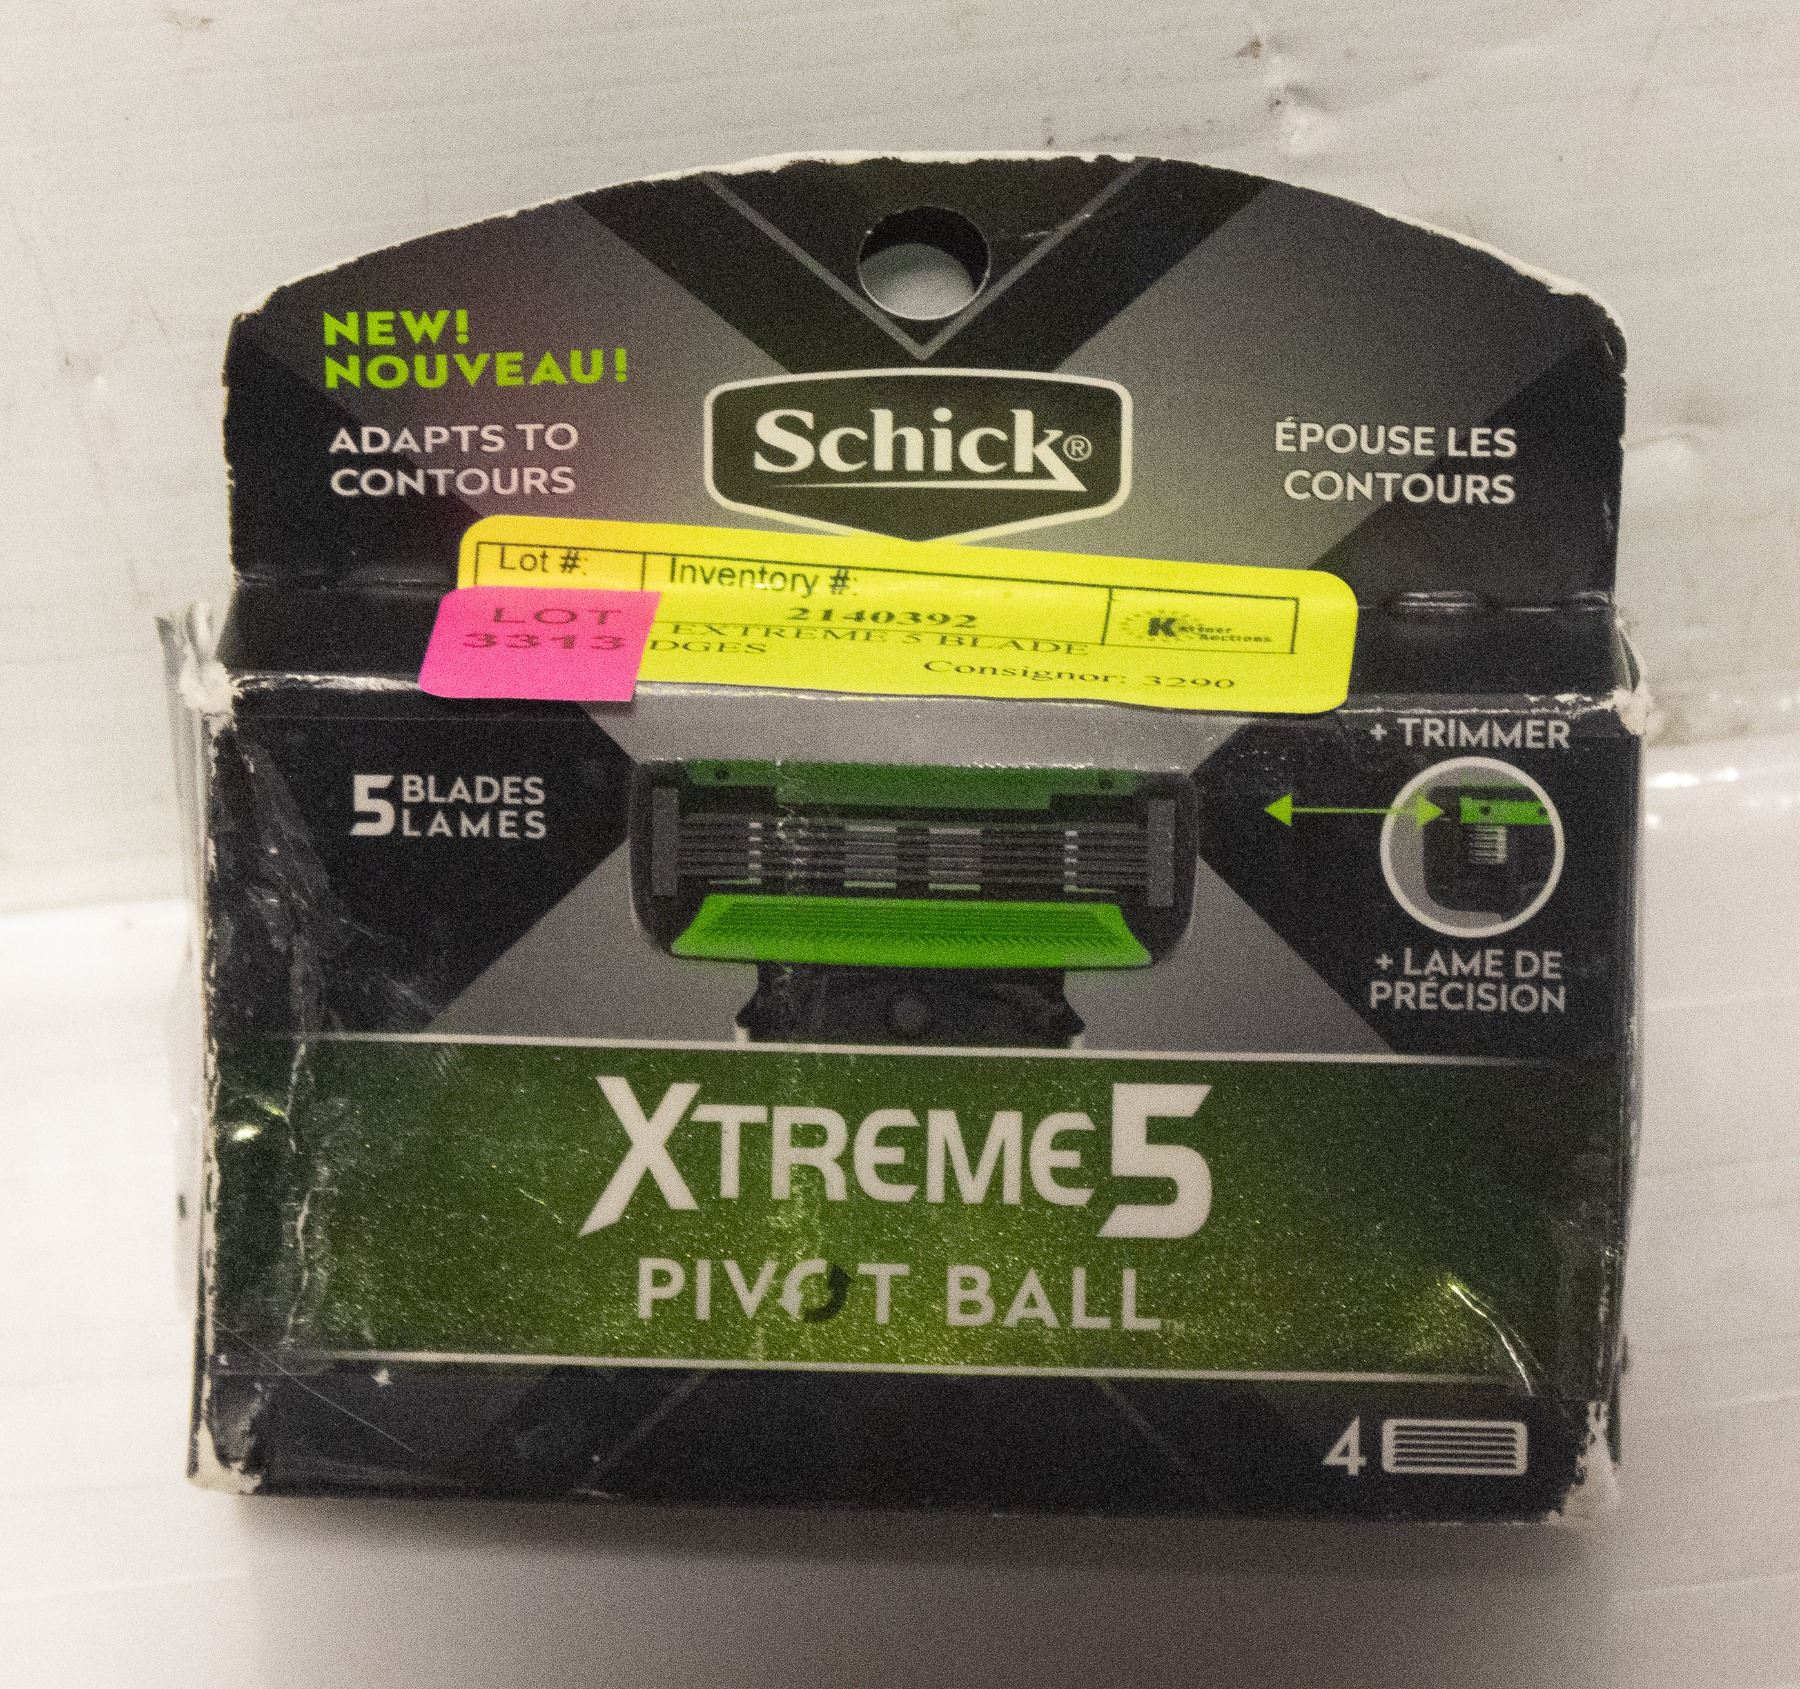 NEW!
NOUVEAU!
ADAPTS TO
CONTOURS
Schick®
ÉPOUSE LES
CONTOURS
Lot #:
Inventory #:
LOT
3313
2140392
EXTREME 5 BLADE
DGES
Consignor: 3290
5 BLADES
LAMES
+ TRIMMER
+ LAME DE
PRÉCISION
XTREME5
PIVOT BALL™
4